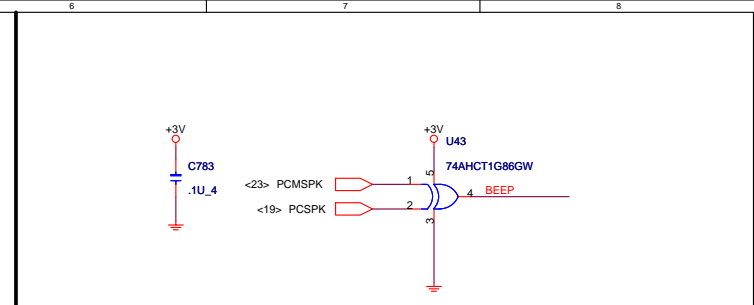 6 7 8
+3V +3V
U43
C783 74AHCT1G86GW
5
<23> PCMSPK 1
.1U_4 4 BEEP
<19> PCSPK 2
3